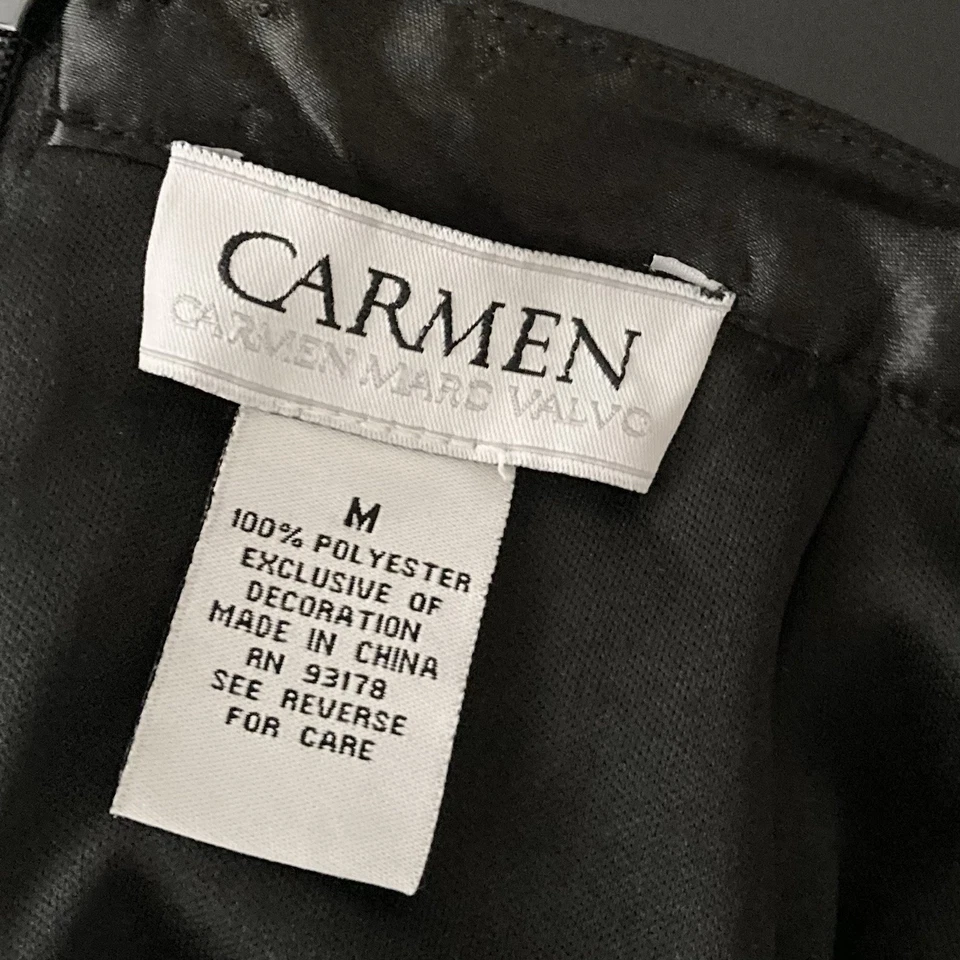 CARMEN
CARMEN MARC VALVO
M
100% POLYESTER
EXCLUSIVE OF
DECORATION
MADE IN CHINA
RN 93178
SEE REVERSE
FOR CARE